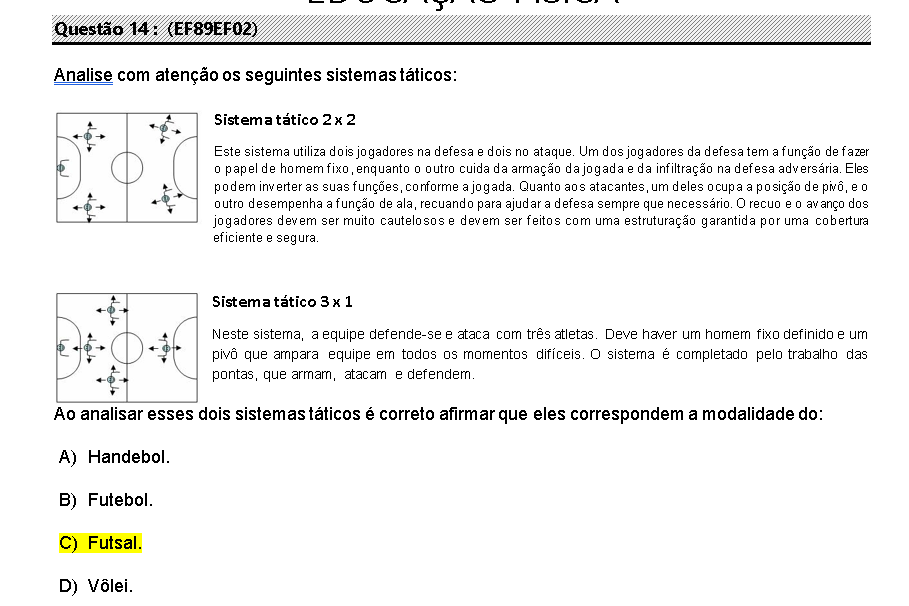 EDUCAÇÃO FÍSICA
Questão 14 : (EF89EF02)
Analise com atenção os seguintes sistemas táticos:
Sistema tático 2 x 2
Este sistema utiliza dois jogadores na defesa e dois no ataque. Um dos jogadores da defesa tem a função de fazer
o papel de homem fixo, enquanto o outro cuida da armação da jogada e da infiltração na defesa adversária. Eles
podem inverter as suas funções, conforme a jogada. Quanto aos atacantes, um deles ocupa a posição de pivô, e o
outro desempenha a função de ala, recuando para ajudar a defesa sempre que necessário. O recuo e o avanço dos
jogadores devem ser muito cautelosos e devem ser feitos com uma estruturação garantida por uma cobertura
eficiente e segura.
Sistema tático 3 x 1
Neste sistema, a equipe defende-se e ataca com três atletas. Deve haver um homem fixo definido e um
pivô que ampara equipe em todos os momentos difíceis. O sistema é completado pelo trabalho das
pontas, que armam, atacam e defendem.
Ao analisar esses dois sistemas táticos é correto afirmar que eles correspondem a modalidade do:
A) Handebol.
B) Futebol.
C) Futsal.
D) Vôlei.